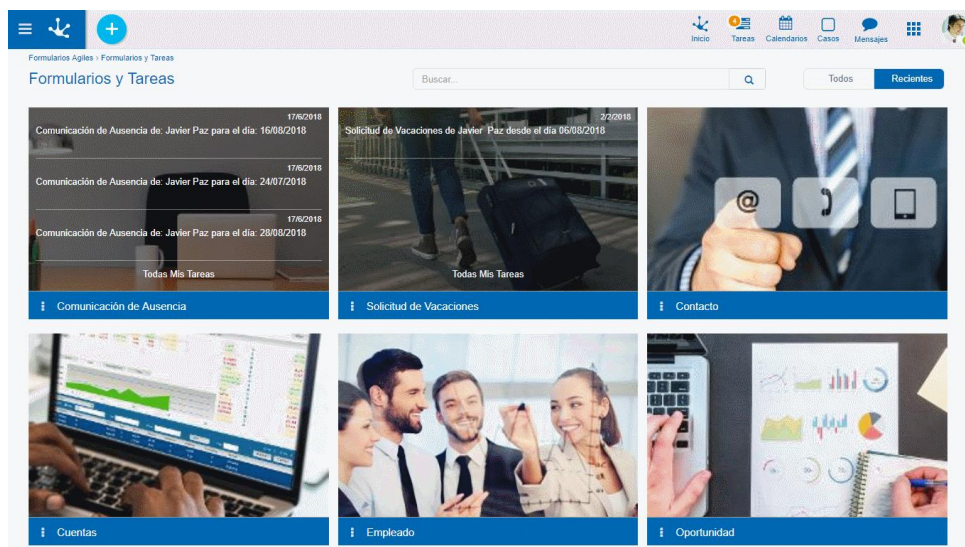 4
Inicio
Tareas
Calendarios
Casos
Mensajes
Formularios Agiles › Formularios y Tareas
Formularios y Tareas
Buscar...
Todos
Recientes
17/6/2018
Comunicación de Ausencia de: Javier Paz para el día: 16/08/2018
17/6/2018
Comunicación de Ausencia de: Javier Paz para el día: 24/07/2018
17/6/2018
Comunicación de Ausencia de: Javier Paz para el día: 28/08/2018
Todas Mis Tareas
Comunicación de Ausencia
2/2/2018
Solicitud de Vacaciones de Javier Paz desde el día 06/08/2018
Todas Mis Tareas
Solicitud de Vacaciones
@
Contacto
Cuentas
Empleado
Oportunidad